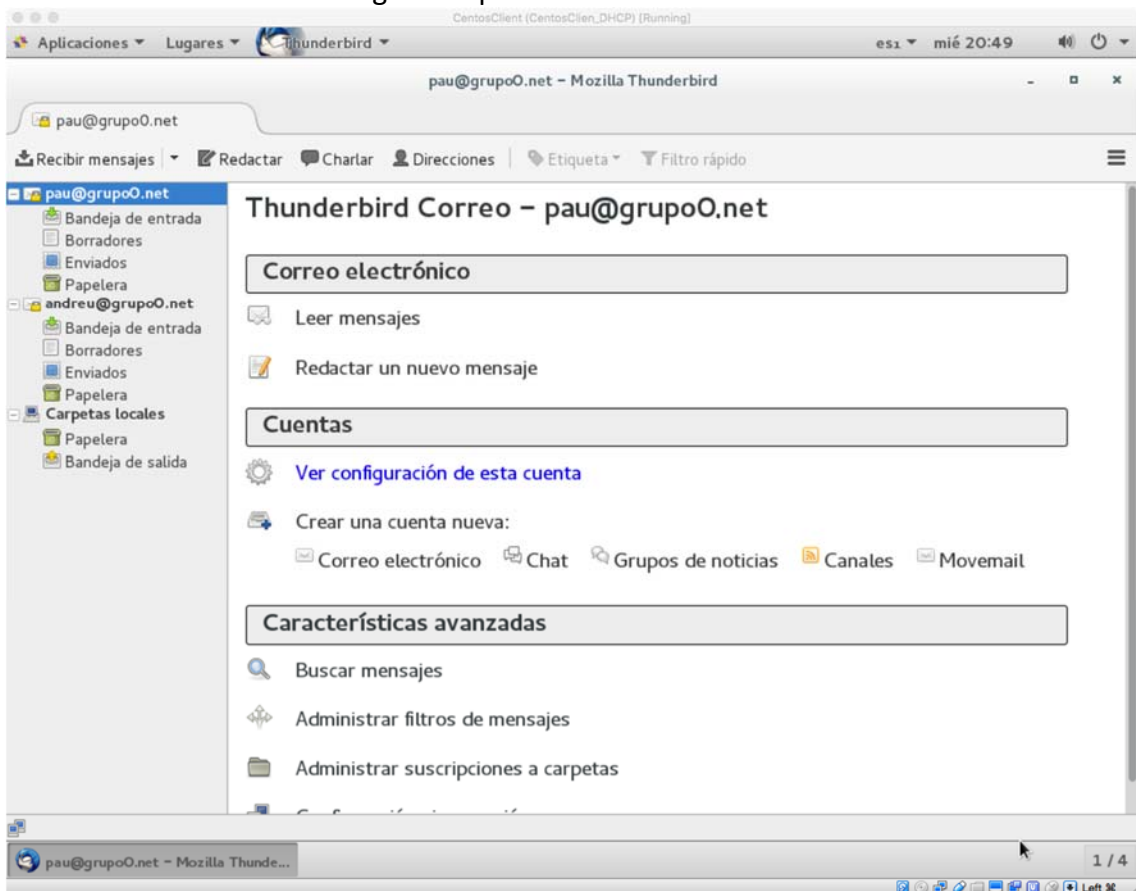 CentosClient (CentosClien_DHCP) [Running]
Aplicaciones Lugares Thunderbird es1 mié 20:49
pau@grupo0.net – Mozilla Thunderbird
pau@grupo0.net
Recibir mensajes Redactar Charlar Direcciones Etiqueta Filtro rápido
pau@grupo0.net
Bandeja de entrada
Borradores
Enviados
Papelera
andreu@grupo0.net
Bandeja de entrada
Borradores
Enviados
Papelera
Carpetas locales
Papelera
Bandeja de salida
Thunderbird Correo – pau@grupo0.net
Correo electrónico
Leer mensajes
Redactar un nuevo mensaje
Cuentas
Ver configuración de esta cuenta
Crear una cuenta nueva:
Correo electrónico Chat Grupos de noticias Canales Movemail
Características avanzadas
Buscar mensajes
Administrar filtros de mensajes
Administrar suscripciones a carpetas
pau@grupo0.net – Mozilla Thunde...
1 / 4
Left ⌘